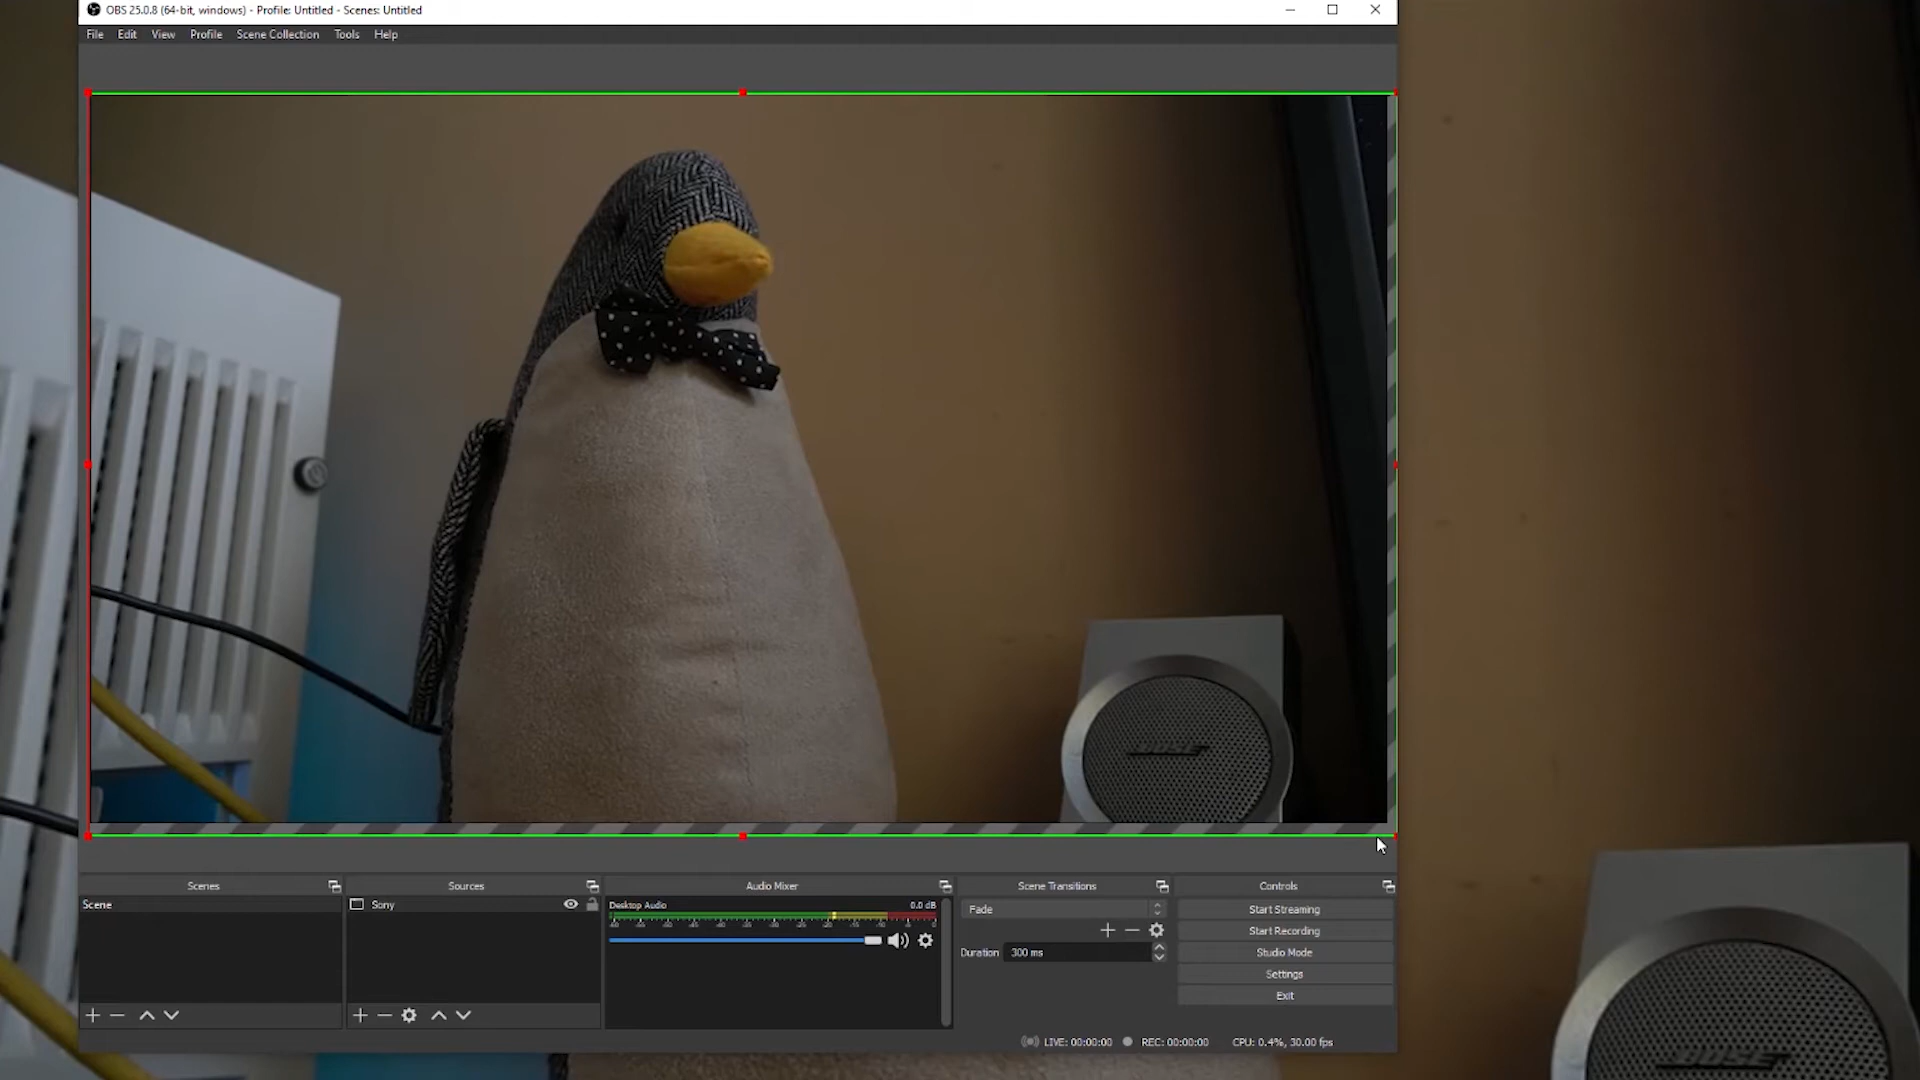 OBS 25.0.8 (64-bit, windows) - Profile: Untitled - Scenes: Untitled
File Edit View Profile Scene Collection Tools Help
BOSE
Scenes
Sources
Audio Mixer
Scene Transitions
Controls
Scene
Sony
Desktop Audio 0.0 dB
Fade
Duration 300 ms
Start Streaming
Start Recording
Studio Mode
Settings
Exit
LIVE: 00:00:00 REC: 00:00:00 CPU: 0.4%, 30.00 fps
BOSE